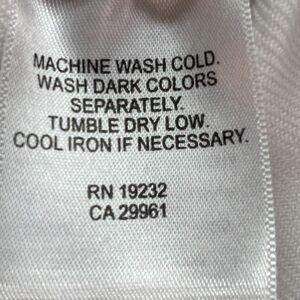 MACHINE WASH COLD.
WASH DARK COLORS
SEPARATELY.
TUMBLE DRY LOW.
COOL IRON IF NECESSARY.
RN 19232
CA 29961